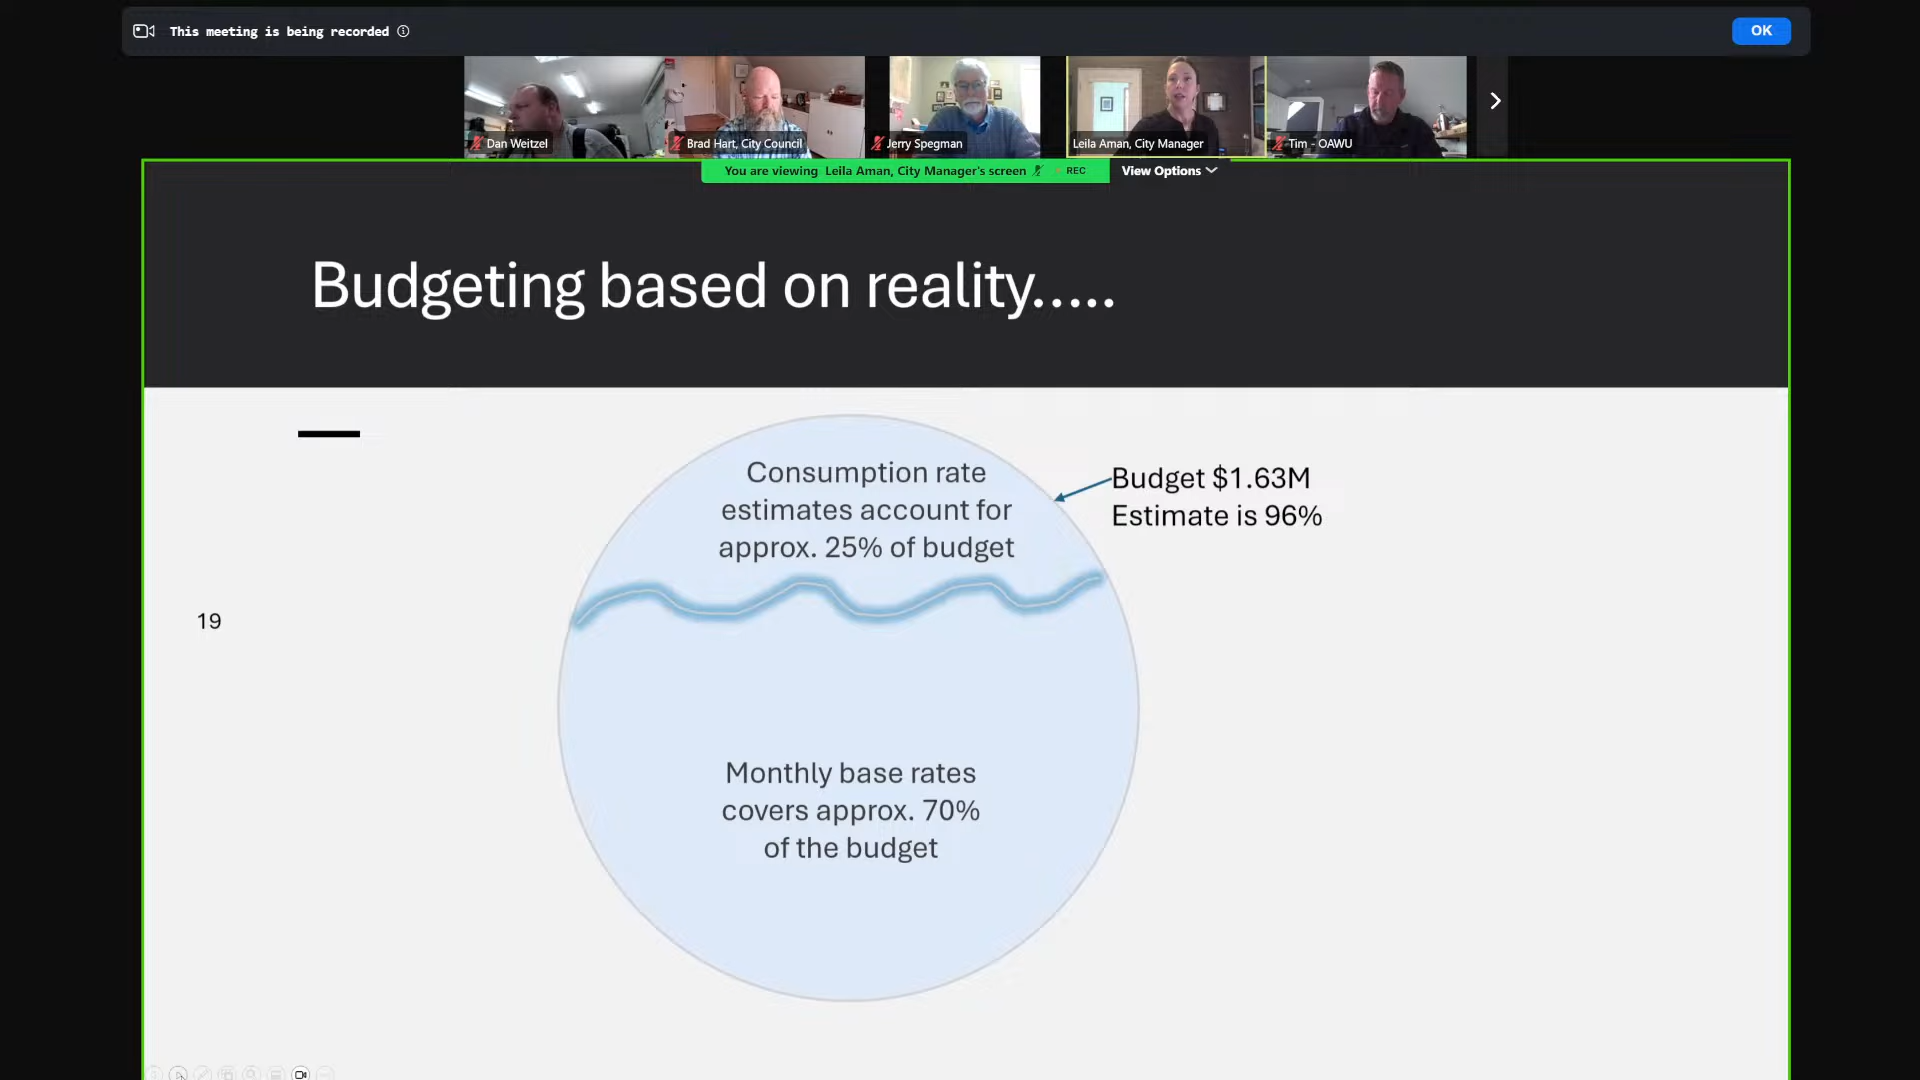 This meeting is being recorded
OK
Dan Weitzel
Brad Hart, City Council
Jerry Spegman
Leila Aman, City Manager
Tim - OAWU
You are viewing Leila Aman, City Manager's screen
REC
View Options
Budgeting based on reality.....
Consumption rate
estimates account for
approx. 25% of budget
Budget $1.63M
Estimate is 96%
19
Monthly base rates
covers approx. 70%
of the budget